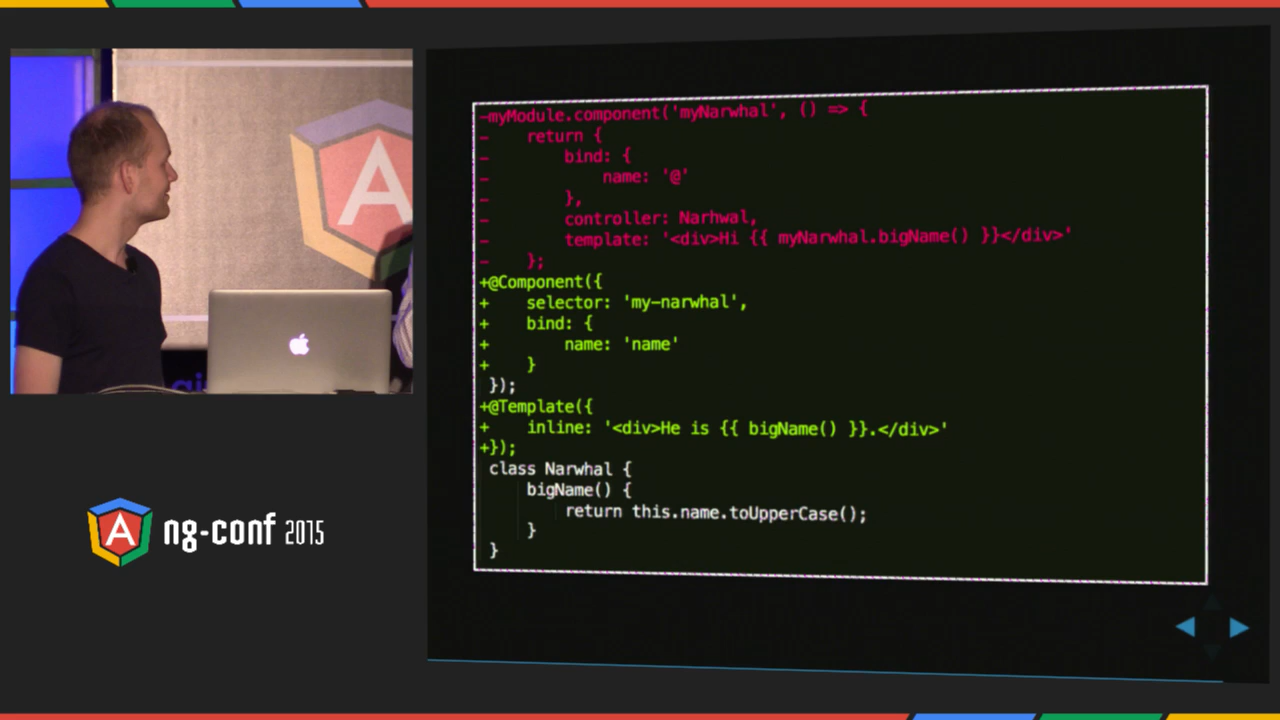 -myModule.component('myNarwhal', () => {
-    return {
-        bind: {
-            name: '@'
-        },
-        controller: Narhwal,
-        template: '<div>Hi {{ myNarwhal.bigName() }}</div>'
-    };
+@Component({
+    selector: 'my-narwhal',
+    bind: {
+        name: 'name'
+    }
 });
+@Template({
+    inline: '<div>He is {{ bigName() }}.</div>'
+});
 class Narwhal {
     bigName() {
         return this.name.toUpperCase();
     }
 }
A
A
ng-conf 2015